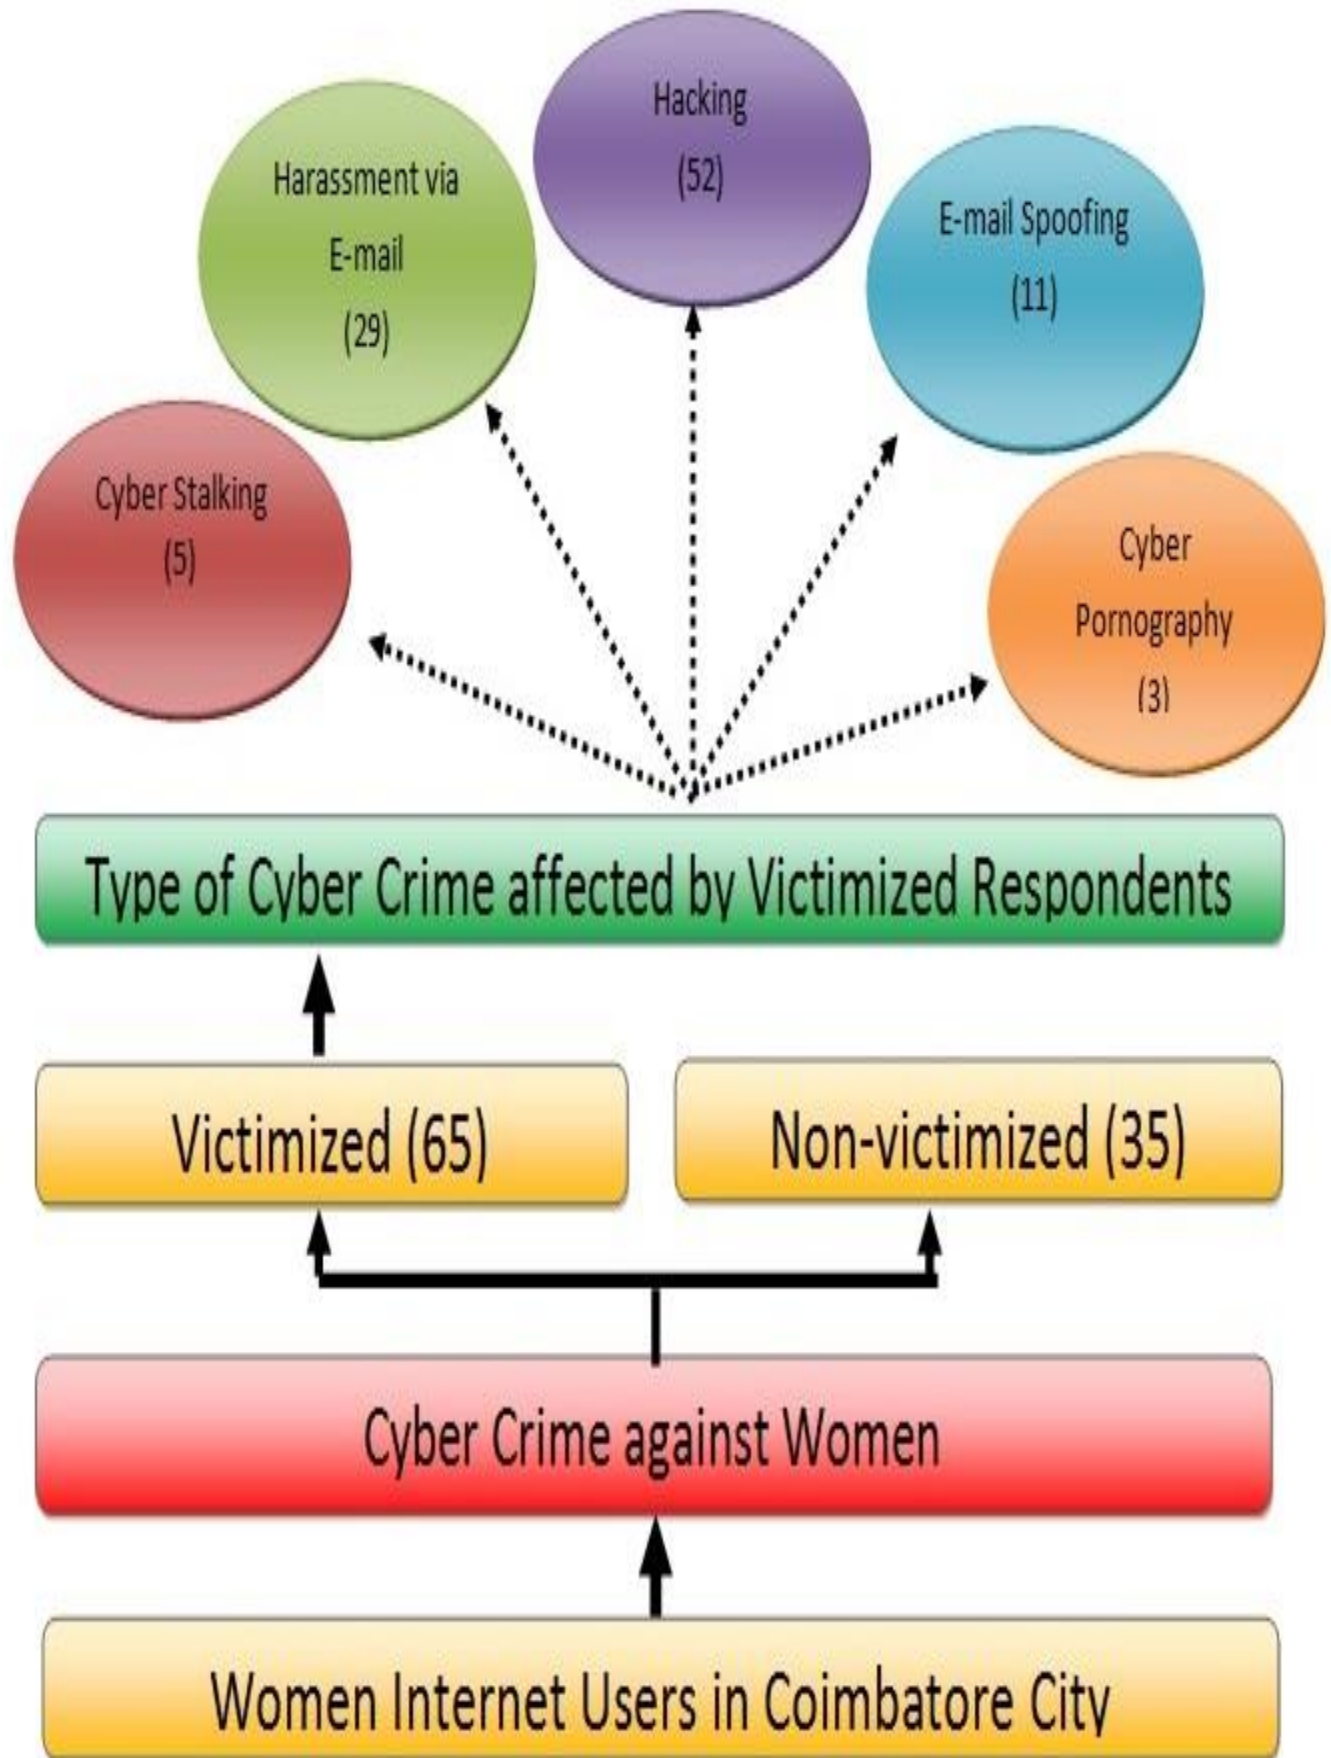 Hacking
(52)
Harassment via
E-mail
(29)
E-mail Spoofing
(11)
Cyber Stalking
(5)
Cyber
Pornography
(3)
Type of Cyber Crime affected by Victimized Respondents
Victimized (65)
Non-victimized (35)
Cyber Crime against Women
Women Internet Users in Coimbatore City